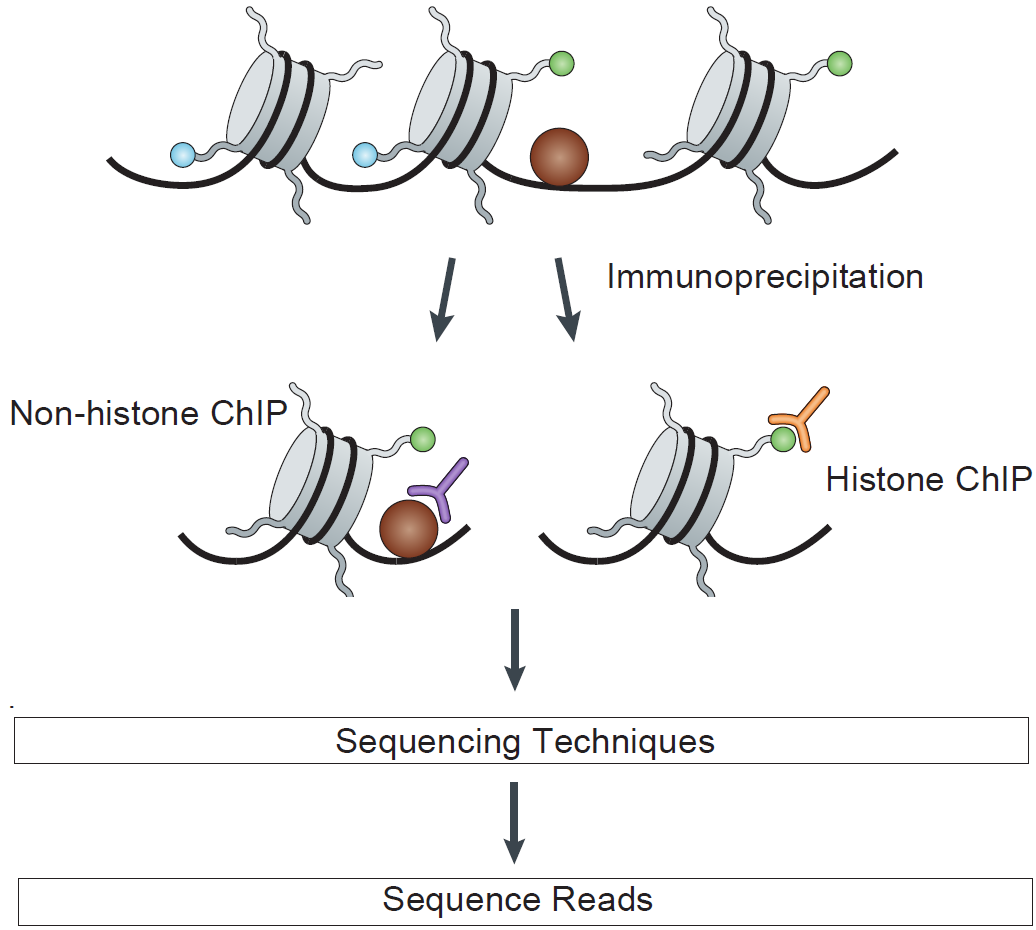 Immunoprecipitation
Non-histone ChIP
Histone ChIP
Sequencing Techniques
Sequence Reads